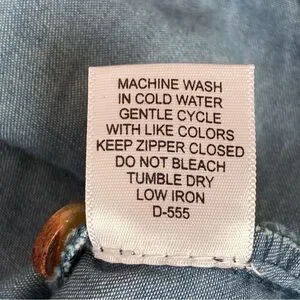 MACHINE WASH
IN COLD WATER
GENTLE CYCLE
WITH LIKE COLORS
KEEP ZIPPER CLOSED
DO NOT BLEACH
TUMBLE DRY
LOW IRON
D-555